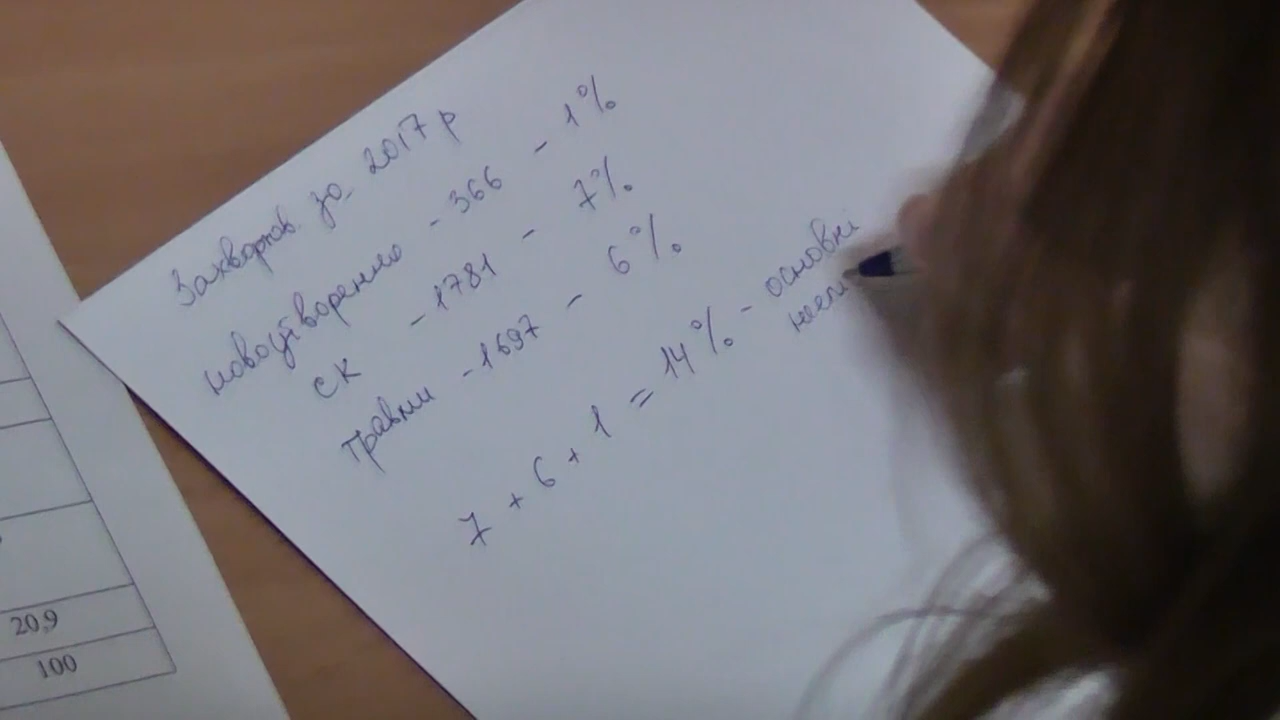 Захворюв. за 2017 р
новоутворення - 366 - 1%
СК - 1781 - 7%
Травми - 1697 - 6%
7 + 6 + 1 = 14% - основні
20,9
100